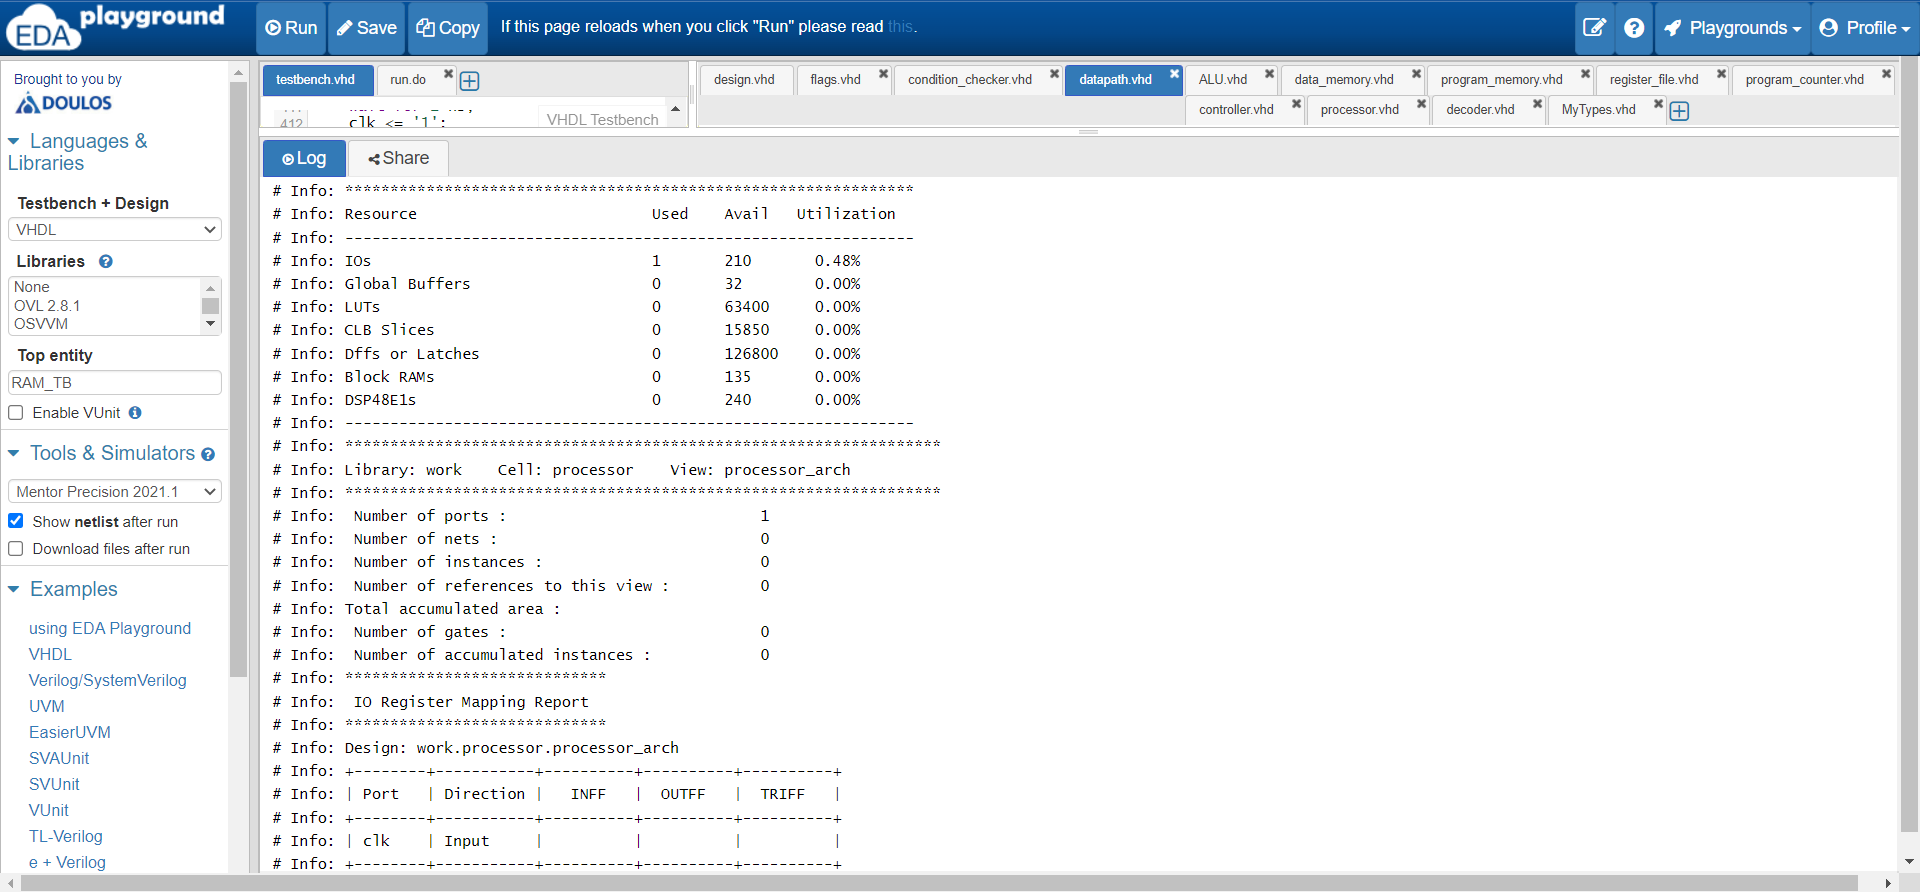 EDA playground
Run Save Copy If this page reloads when you click "Run" please read this.
Playgrounds Profile
Brought to you by
DOULOS
Languages &
Libraries
Testbench + Design
VHDL
Libraries
None
OVL 2.8.1
OSVVM
Top entity
RAM_TB
Enable VUnit
Tools & Simulators
Mentor Precision 2021.1
Show netlist after run
Download files after run
Examples
using EDA Playground
VHDL
Verilog/SystemVerilog
UVM
EasierUVM
SVAUnit
SVUnit
VUnit
TL-Verilog
e + Verilog
testbench.vhd run.do
412 clk <= '1';
VHDL Testbench
design.vhd flags.vhd condition_checker.vhd datapath.vhd ALU.vhd data_memory.vhd program_memory.vhd register_file.vhd program_counter.vhd
controller.vhd processor.vhd decoder.vhd MyTypes.vhd
Log Share
# Info: ***************************************************************
# Info: Resource                          Used    Avail   Utilization
# Info: ---------------------------------------------------------------
# Info: IOs                               1       210       0.48%
# Info: Global Buffers                    0       32        0.00%
# Info: LUTs                              0       63400     0.00%
# Info: CLB Slices                        0       15850     0.00%
# Info: Dffs or Latches                   0       126800    0.00%
# Info: Block RAMs                        0       135       0.00%
# Info: DSP48E1s                          0       240       0.00%
# Info: ---------------------------------------------------------------
# Info: ******************************************************************
# Info: Library: work    Cell: processor    View: processor_arch
# Info: ******************************************************************
# Info:  Number of ports :                            1
# Info:  Number of nets :                             0
# Info:  Number of instances :                        0
# Info:  Number of references to this view :          0
# Info: Total accumulated area :
# Info:  Number of gates :                            0
# Info:  Number of accumulated instances :            0
# Info: *****************************
# Info:  IO Register Mapping Report
# Info: *****************************
# Info: Design: work.processor.processor_arch
# Info: +--------+-----------+----------+----------+----------+
# Info: | Port   | Direction |   INFF   |  OUTFF   |  TRIFF   |
# Info: +--------+-----------+----------+----------+----------+
# Info: | clk    | Input     |          |          |          |
# Info: +--------+-----------+----------+----------+----------+